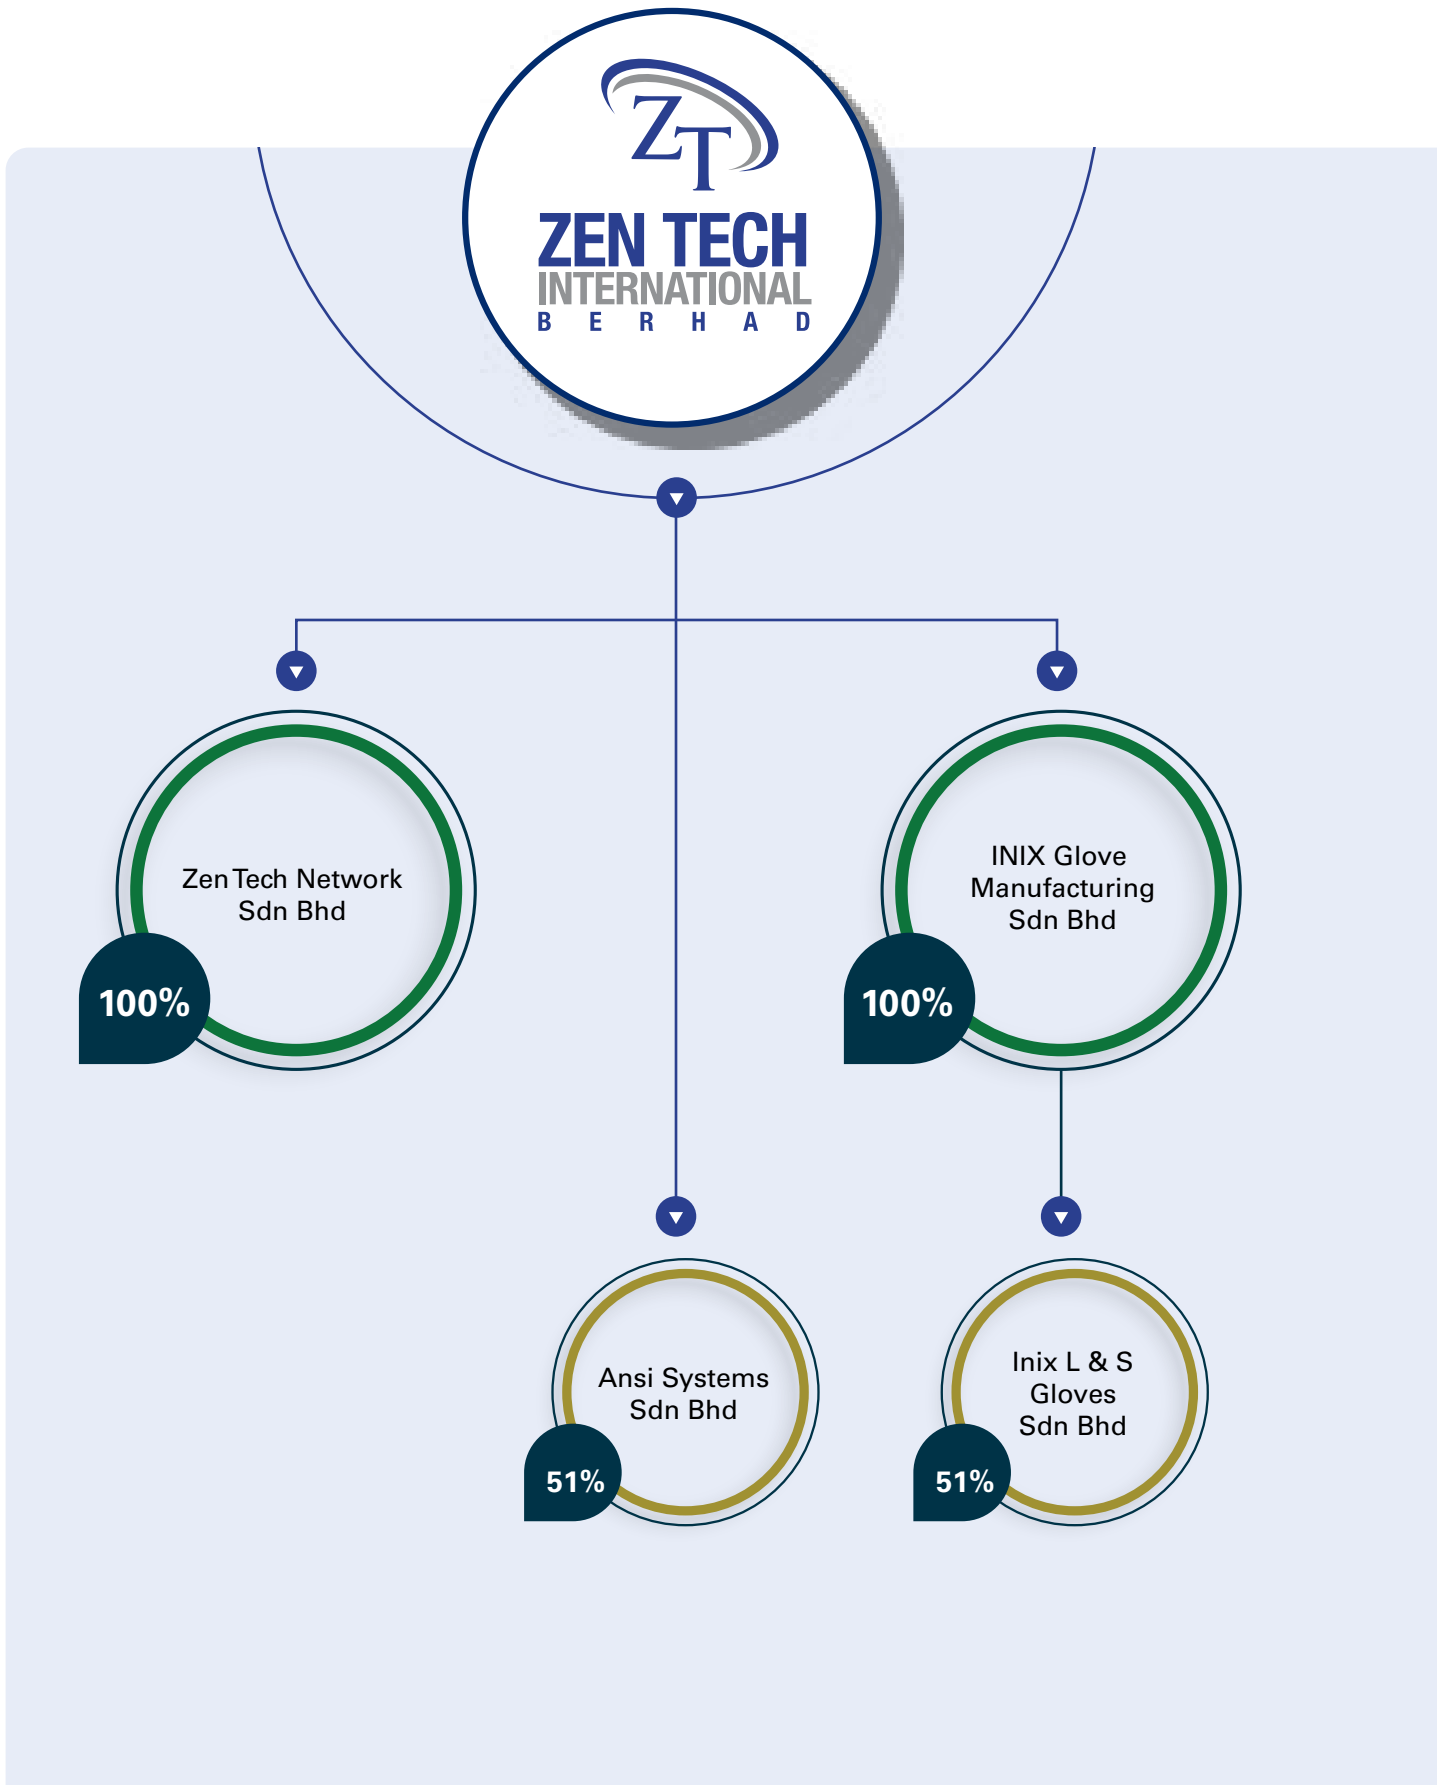 ZT
ZEN TECH
INTERNATIONAL
BERHAD
Zen Tech Network
Sdn Bhd
100%
INIX Glove
Manufacturing
Sdn Bhd
100%
Ansi Systems
Sdn Bhd
51%
Inix L & S
Gloves
Sdn Bhd
51%